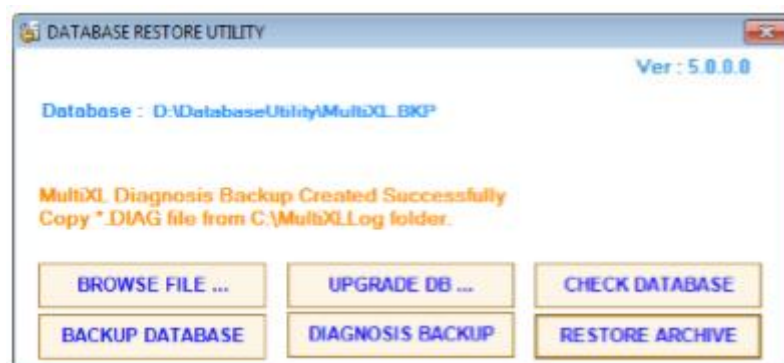 DATABASE RESTORE UTILITY
Ver : 5.0.0.0
Database : D:\DatabaseUtility\MultiXL.BKP
MultiXL Diagnosis Backup Created Successfully
Copy *.DIAG file from C:\MultiXLLog folder.
BROWSE FILE ... UPGRADE DB ... CHECK DATABASE
BACKUP DATABASE DIAGNOSIS BACKUP RESTORE ARCHIVE